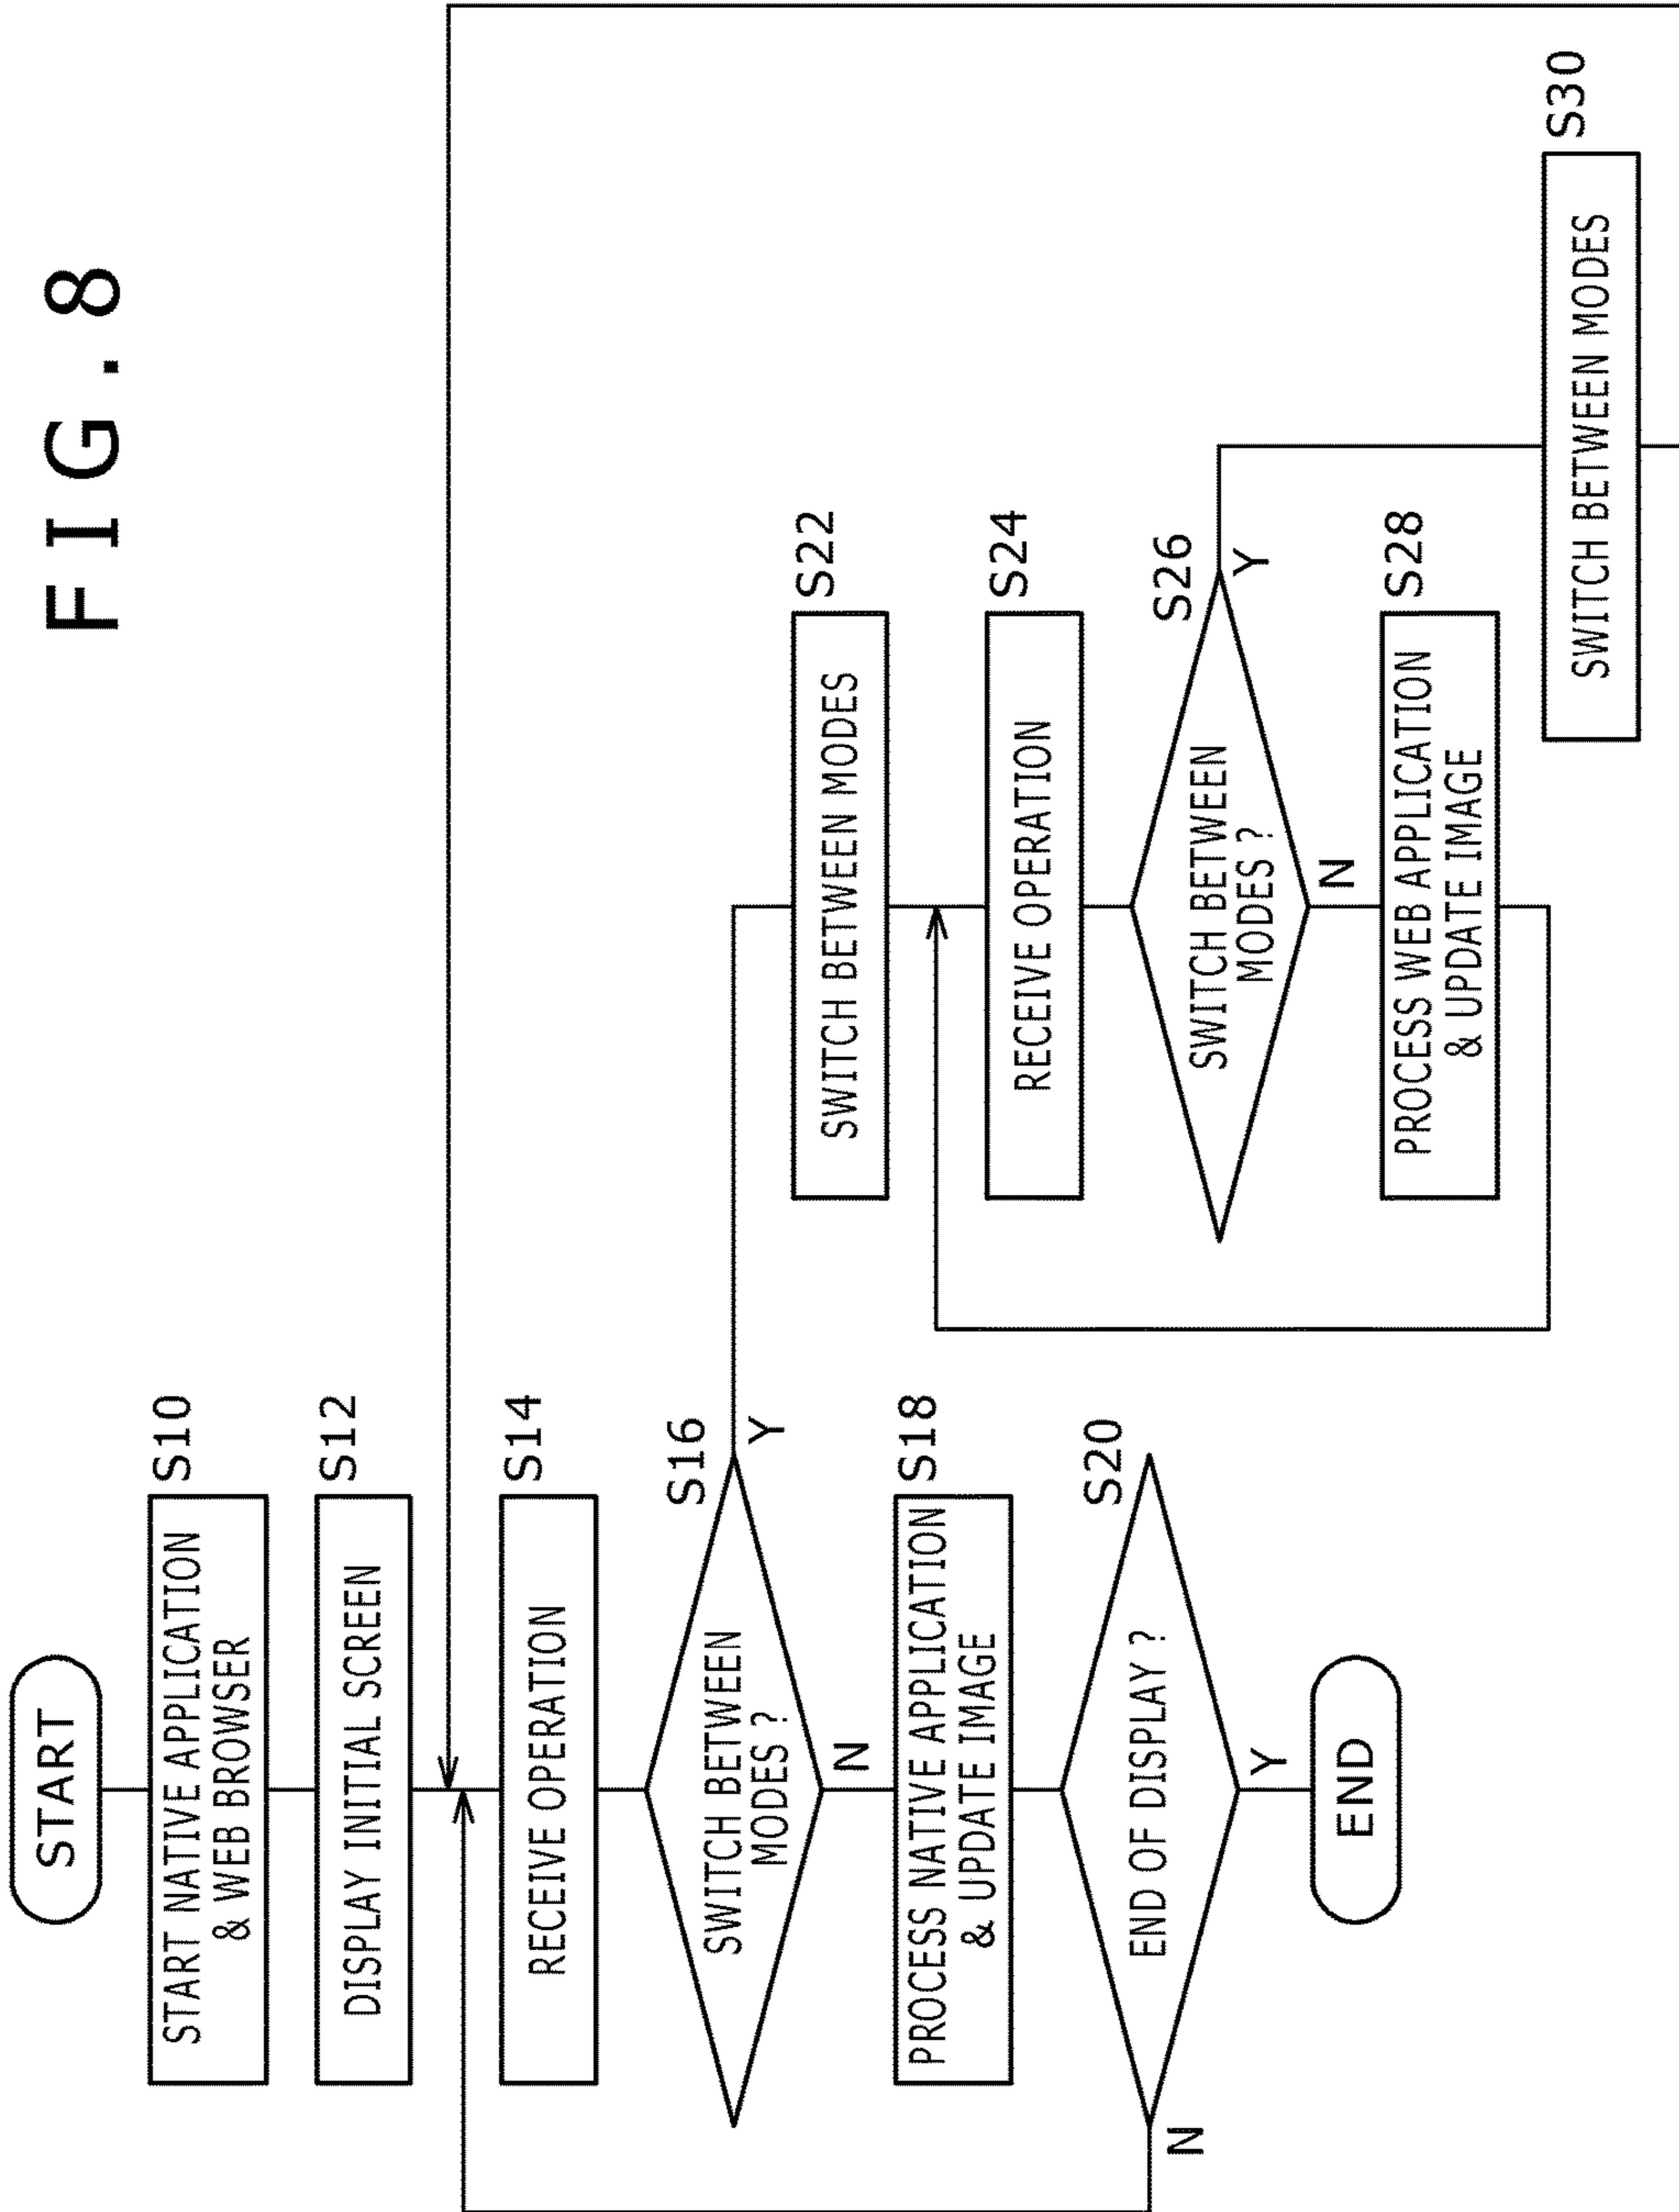 FIG.8
START
START NATIVE APPLICATION
& WEB BROWSER
S10
DISPLAY INITIAL SCREEN
S12
RECEIVE OPERATION
S14
SWITCH BETWEEN
MODES ?
S16
Y
N
PROCESS NATIVE APPLICATION
& UPDATE IMAGE
S18
END OF DISPLAY ?
S20
N
Y
END
SWITCH BETWEEN MODES
S22
RECEIVE OPERATION
S24
SWITCH BETWEEN
MODES ?
S26
Y
N
PROCESS WEB APPLICATION
& UPDATE IMAGE
S28
SWITCH BETWEEN MODES
S30